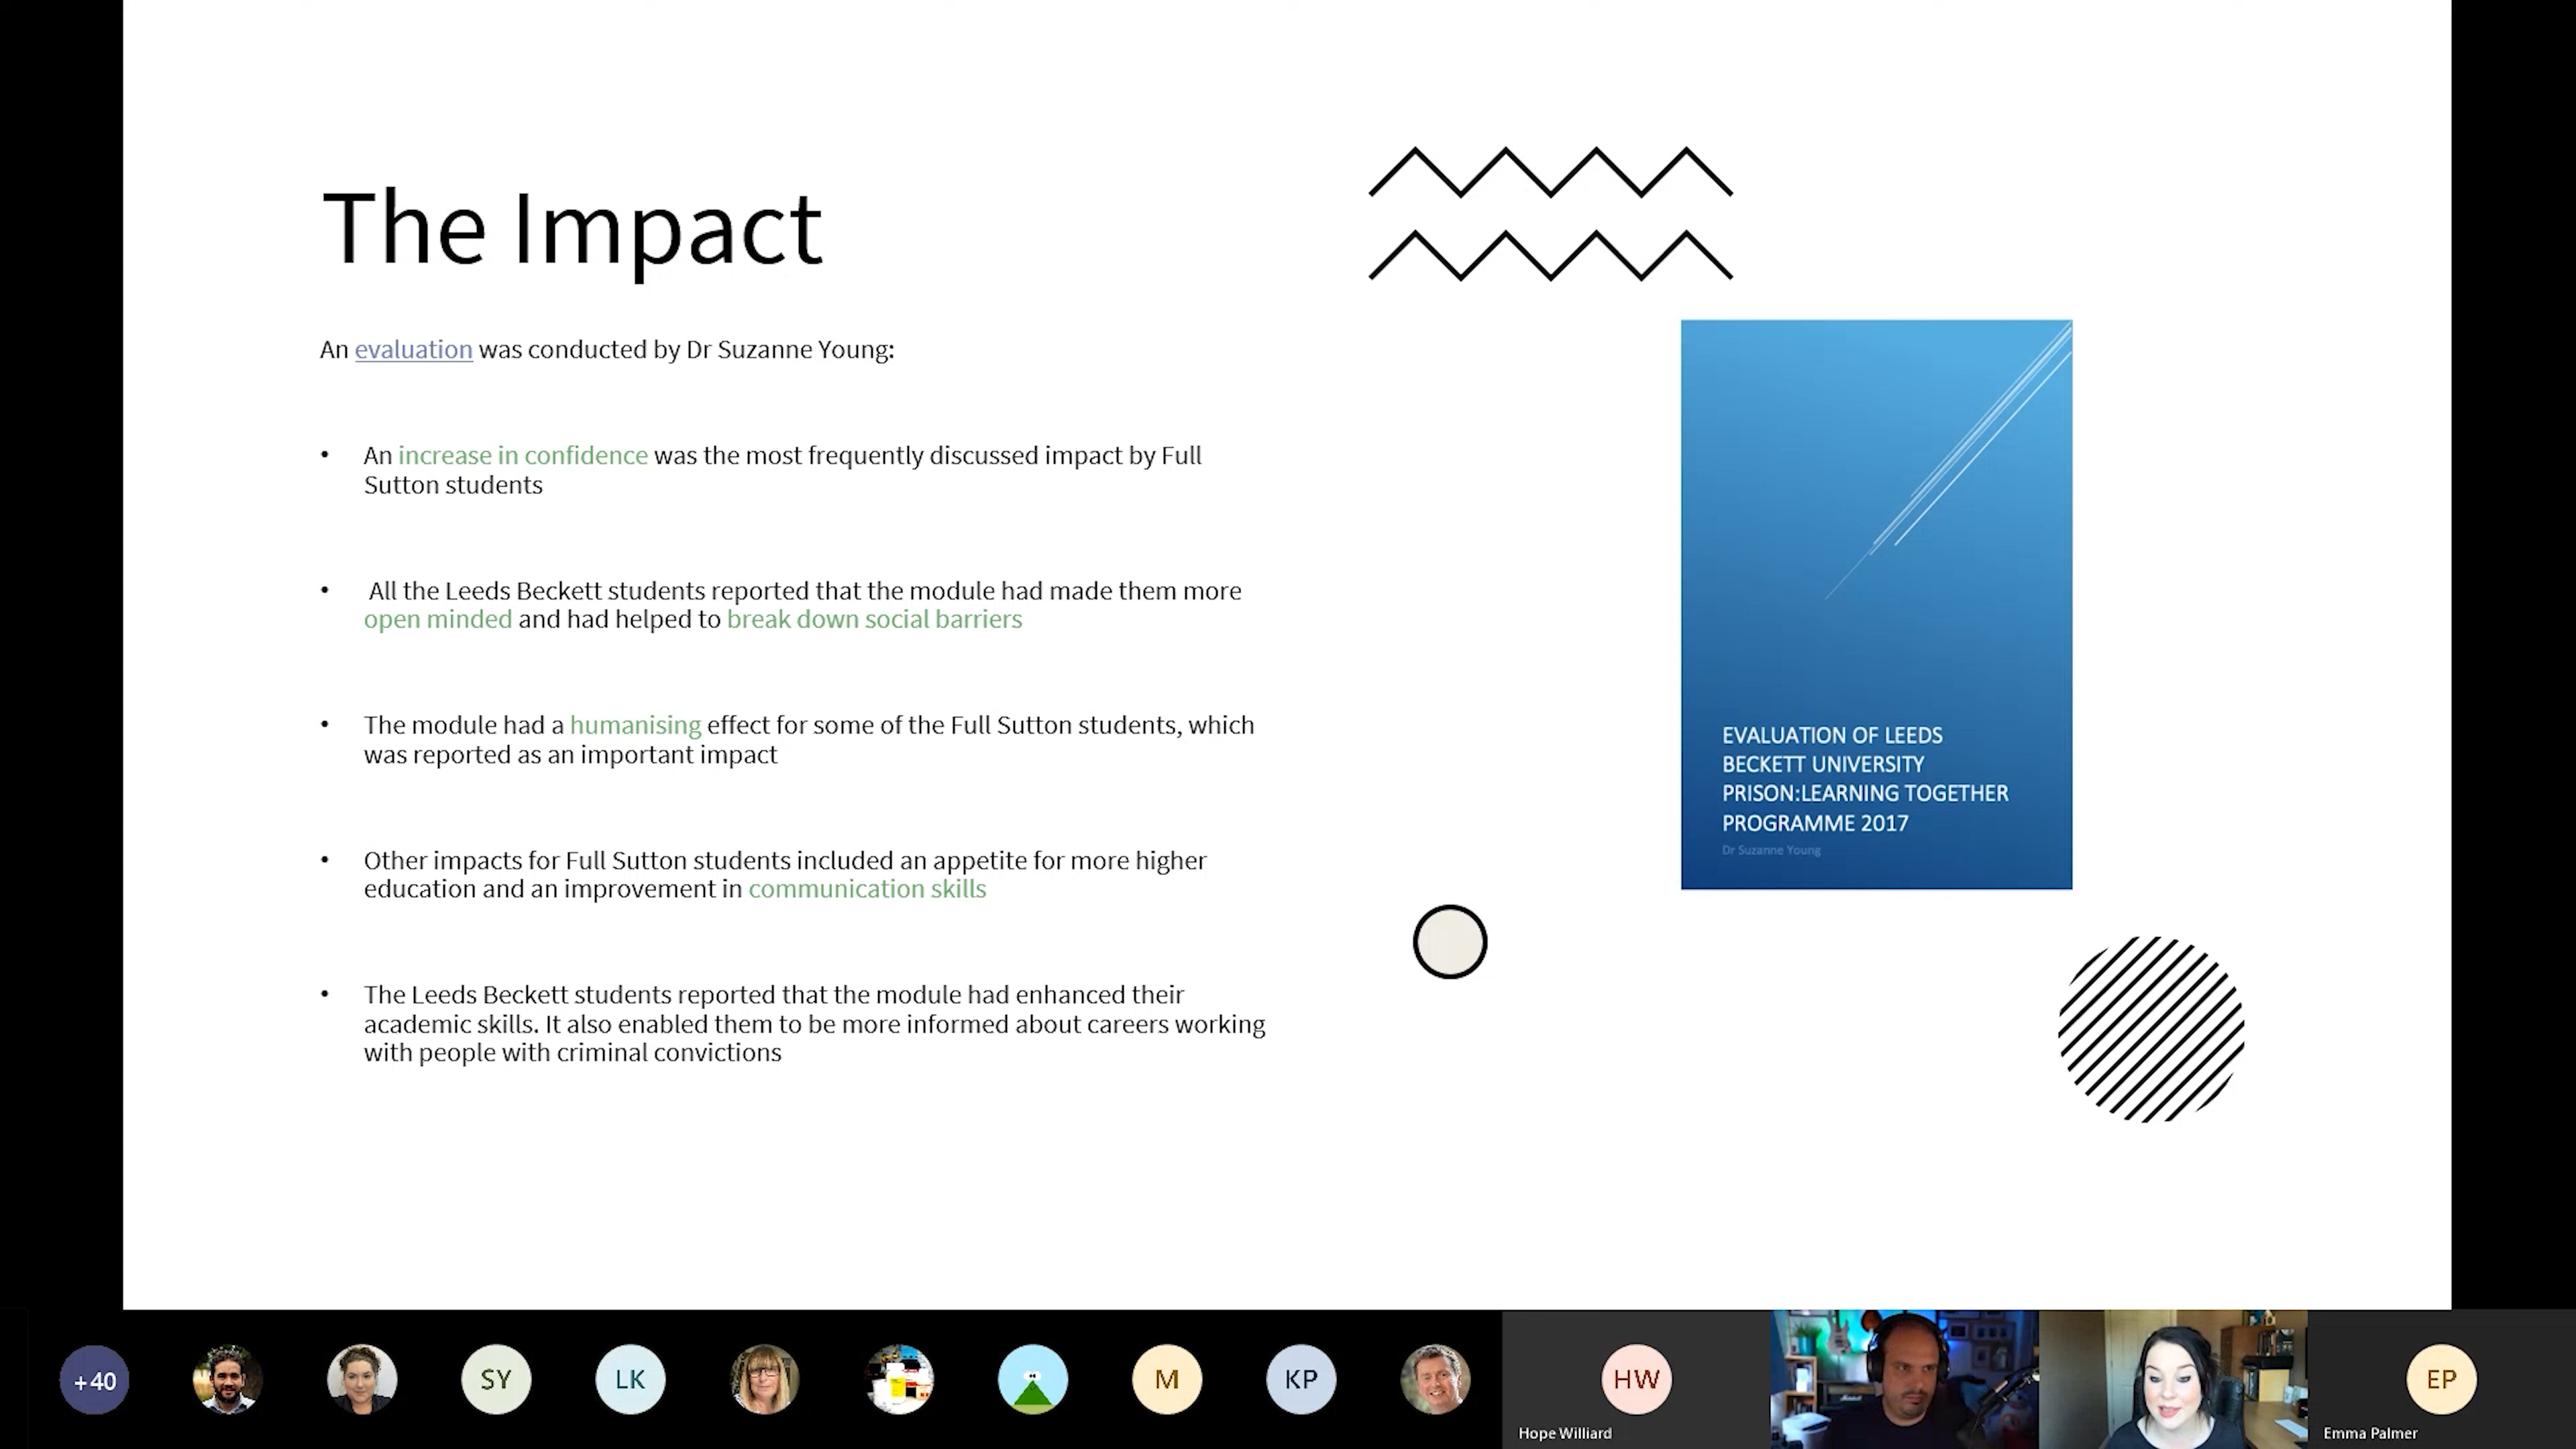 The Impact
An evaluation was conducted by Dr Suzanne Young:
• An increase in confidence was the most frequently discussed impact by Full
Sutton students
• All the Leeds Beckett students reported that the module had made them more
open minded and had helped to break down social barriers
• The module had a humanising effect for some of the Full Sutton students, which
was reported as an important impact
• Other impacts for Full Sutton students included an appetite for more higher
education and an improvement in communication skills
• The Leeds Beckett students reported that the module had enhanced their
academic skills. It also enabled them to be more informed about careers working
with people with criminal convictions
EVALUATION OF LEEDS
BECKETT UNIVERSITY
PRISON:LEARNING TOGETHER
PROGRAMME 2017
Dr Suzanne Young
+40
SY
LK
M
KP
HW
Hope Williard
EP
Emma Palmer